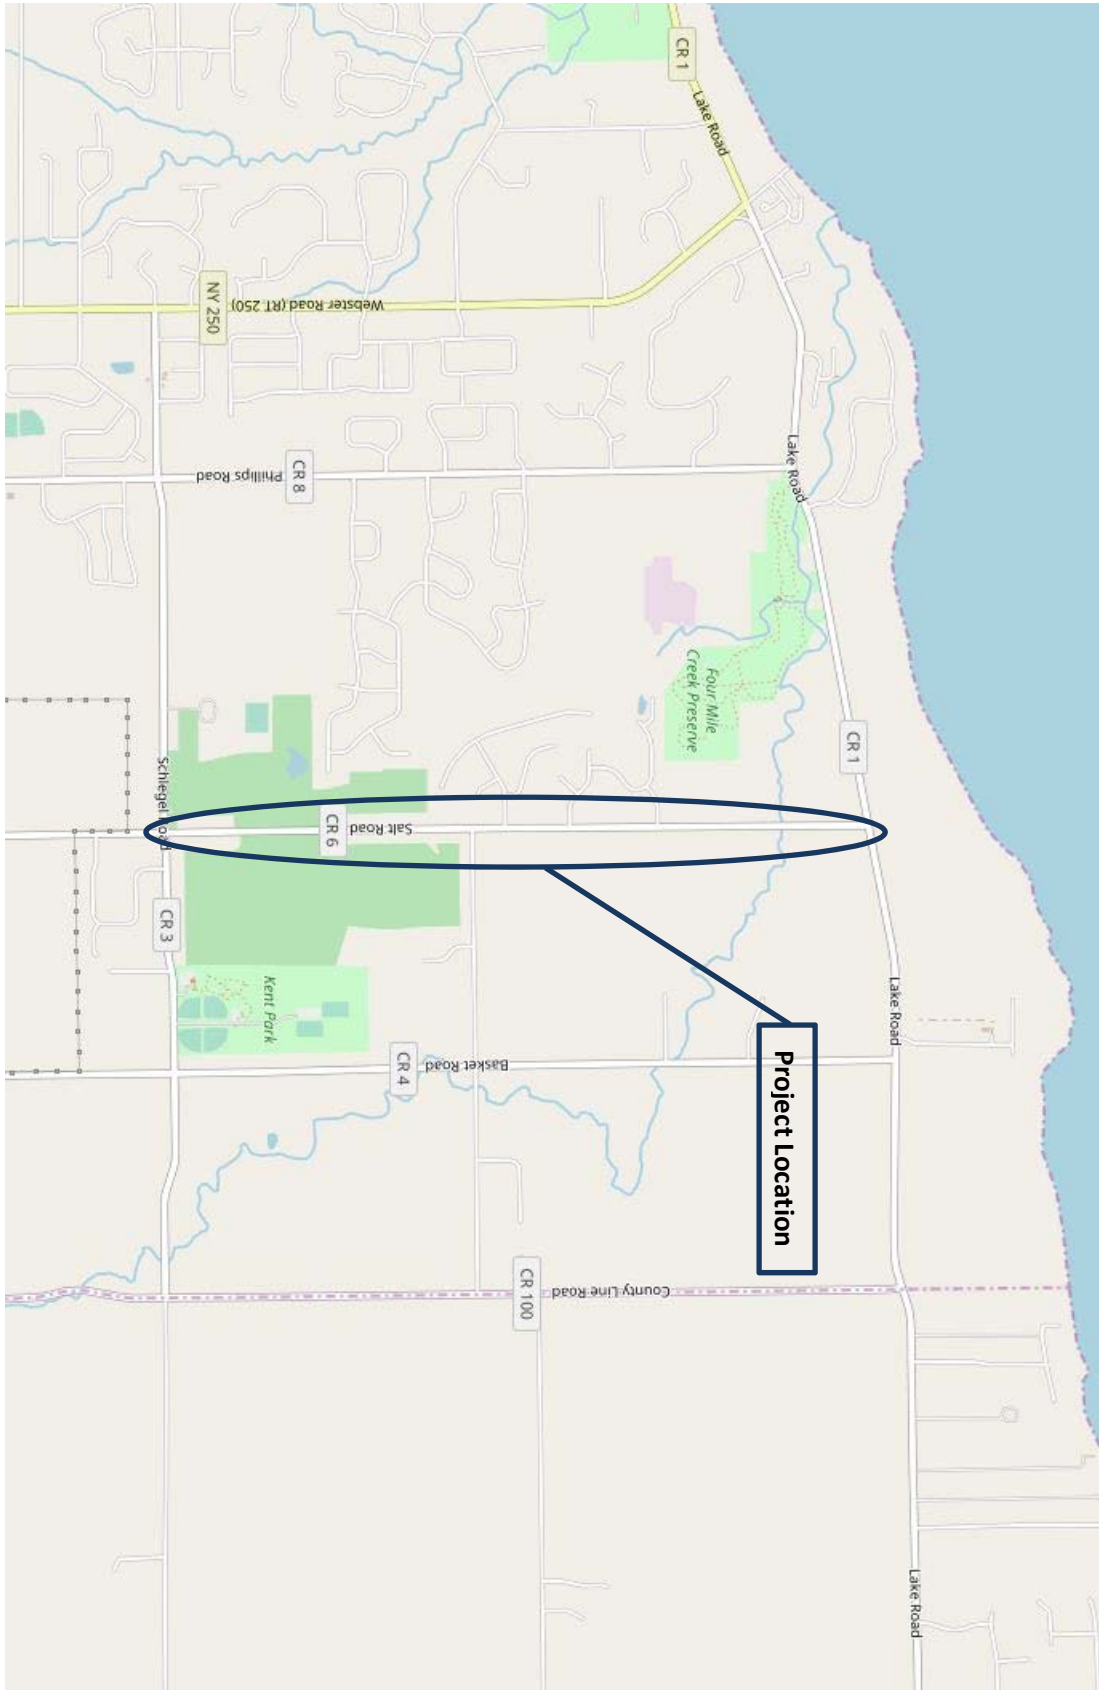 Lake Road
Lake Road
CR 1
Lake Road
Project Location
Lake Road
CR 1
Four Mile
Creek Preserve
County Line Road
CR 100
Basket Road
CR 4
Salt Road
CR 6
Webster Road (RT 250)
CR 8
Kent Park
Phillips Road
NY 250
CR 3
Schlegel Road